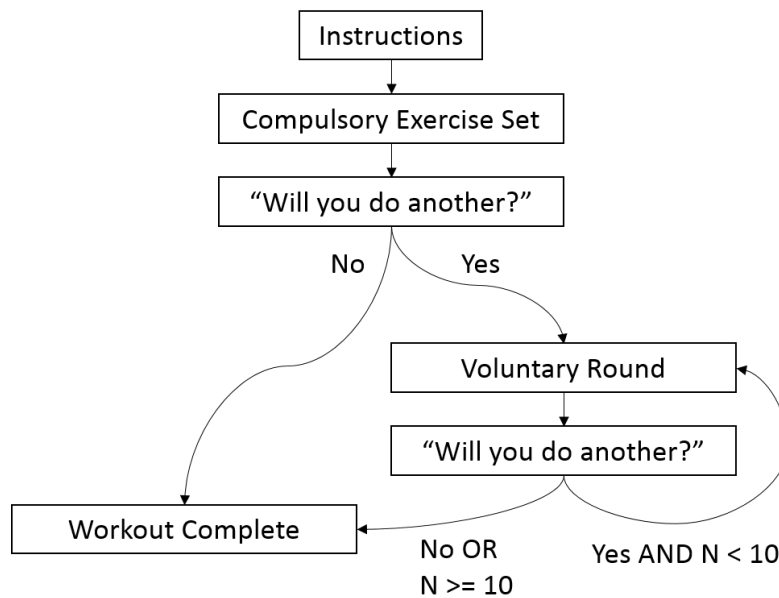 Instructions
Compulsory Exercise Set
“Will you do another?”
No
Yes
Voluntary Round
“Will you do another?”
Workout Complete
No OR
N >= 10
Yes AND N < 10